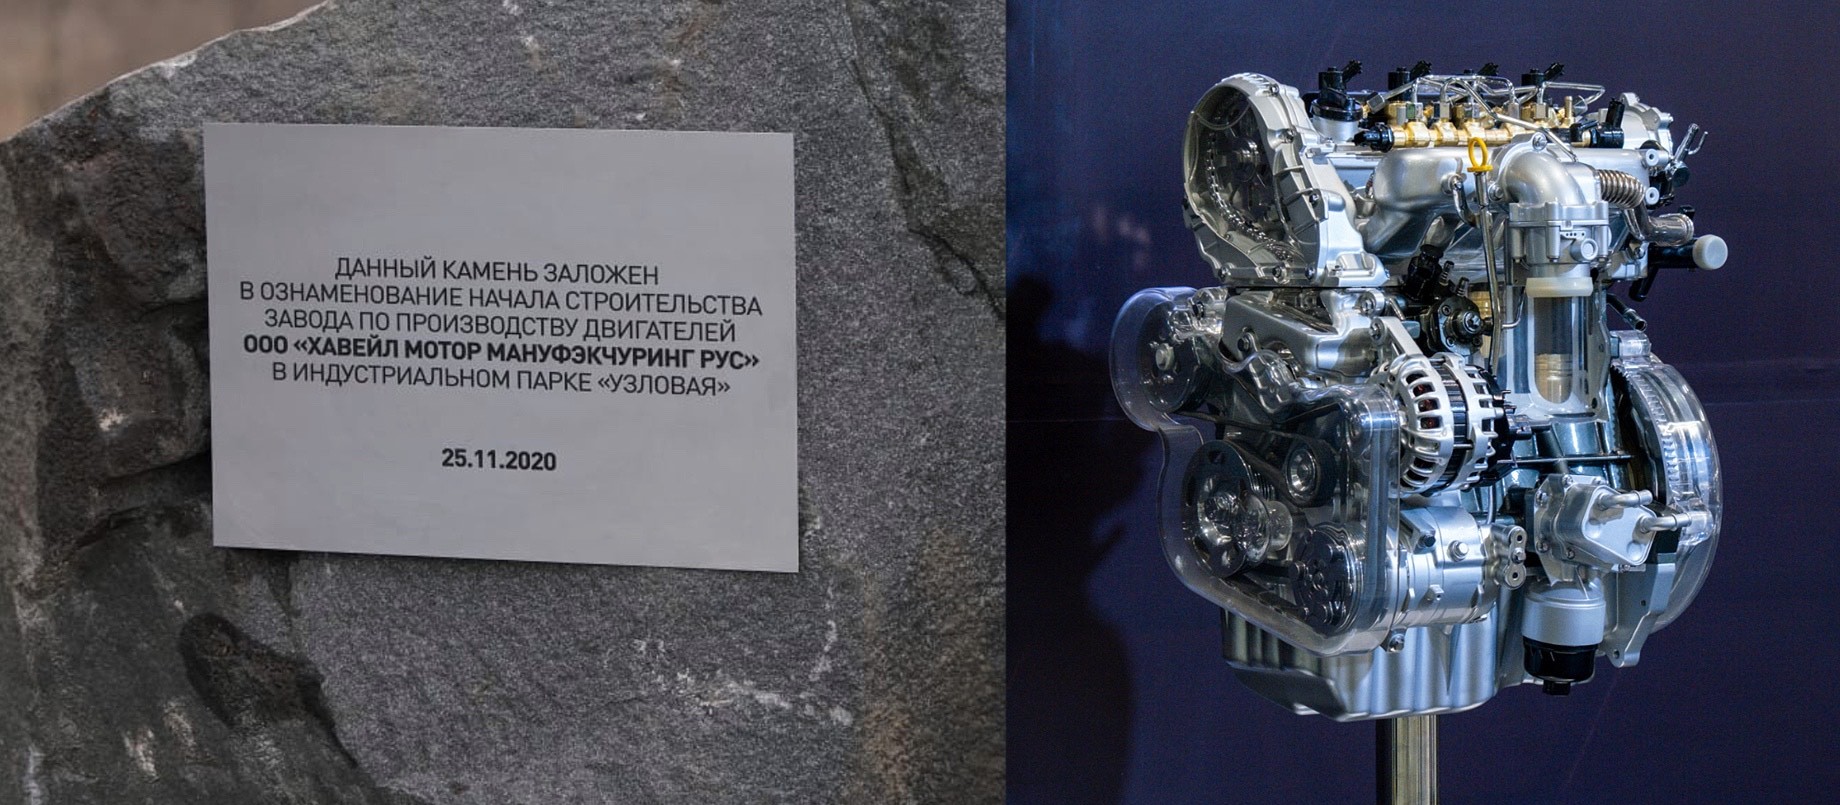 ДАННЫЙ КАМЕНЬ ЗАЛОЖЕН
В ОЗНАМЕНОВАНИЕ НАЧАЛА СТРОИТЕЛЬСТВА
ЗАВОДА ПО ПРОИЗВОДСТВУ ДВИГАТЕЛЕЙ
ООО «ХАВЕЙЛ МОТОР МАНУФЭКЧУРИНГ РУС»
В ИНДУСТРИАЛЬНОМ ПАРКЕ «УЗЛОВАЯ»
25.11.2020